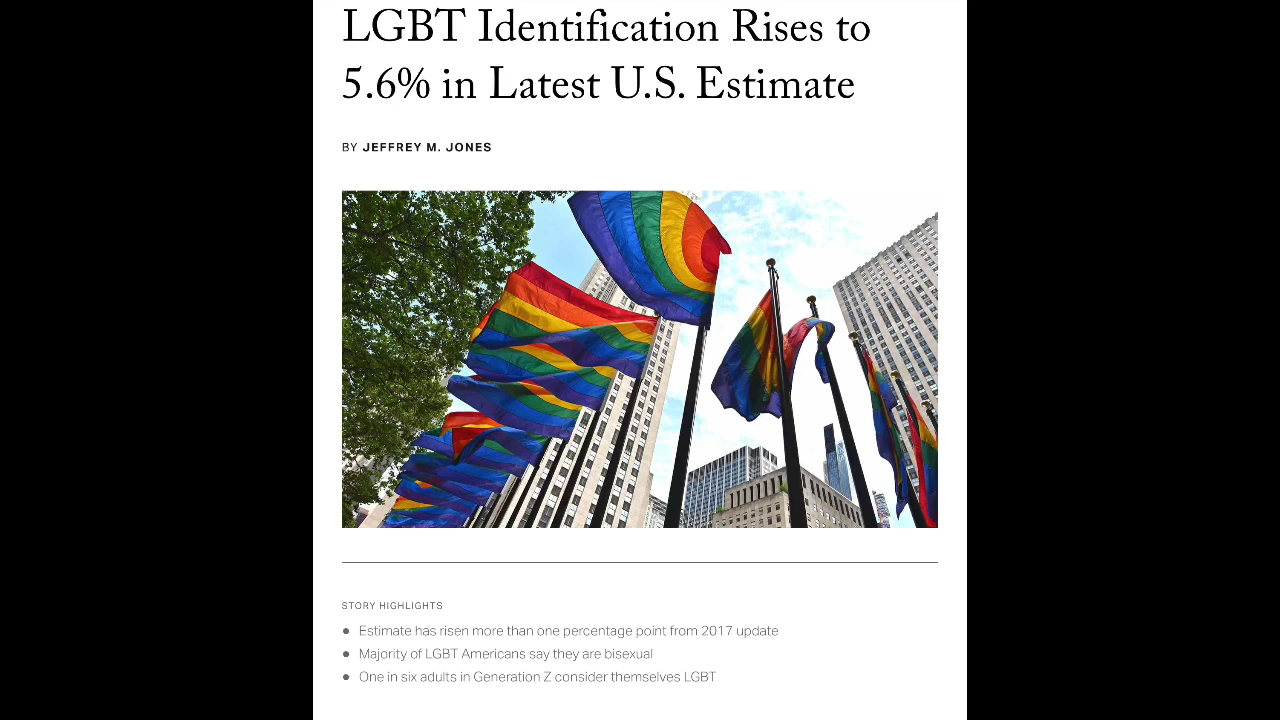 LGBT Identification Rises to
5.6% in Latest U.S. Estimate
BY JEFFREY M. JONES
STORY HIGHLIGHTS
● Estimate has risen more than one percentage point from 2017 update
● Majority of LGBT Americans say they are bisexual
● One in six adults in Generation Z consider themselves LGBT